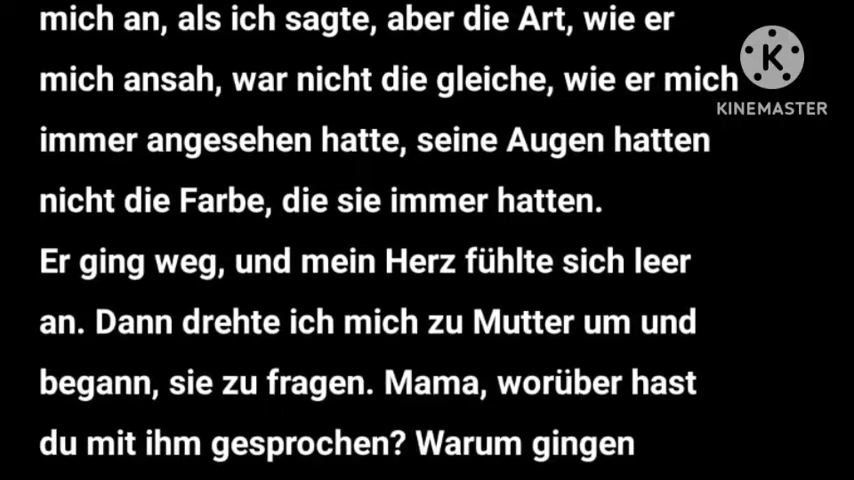 mich an, als ich sagte, aber die Art, wie er
mich ansah, war nicht die gleiche, wie er mich
immer angesehen hatte, seine Augen hatten
nicht die Farbe, die sie immer hatten.
Er ging weg, und mein Herz fühlte sich leer
an. Dann drehte ich mich zu Mutter um und
begann, sie zu fragen. Mama, worüber hast
du mit ihm gesprochen? Warum gingen
K
KINEMASTER